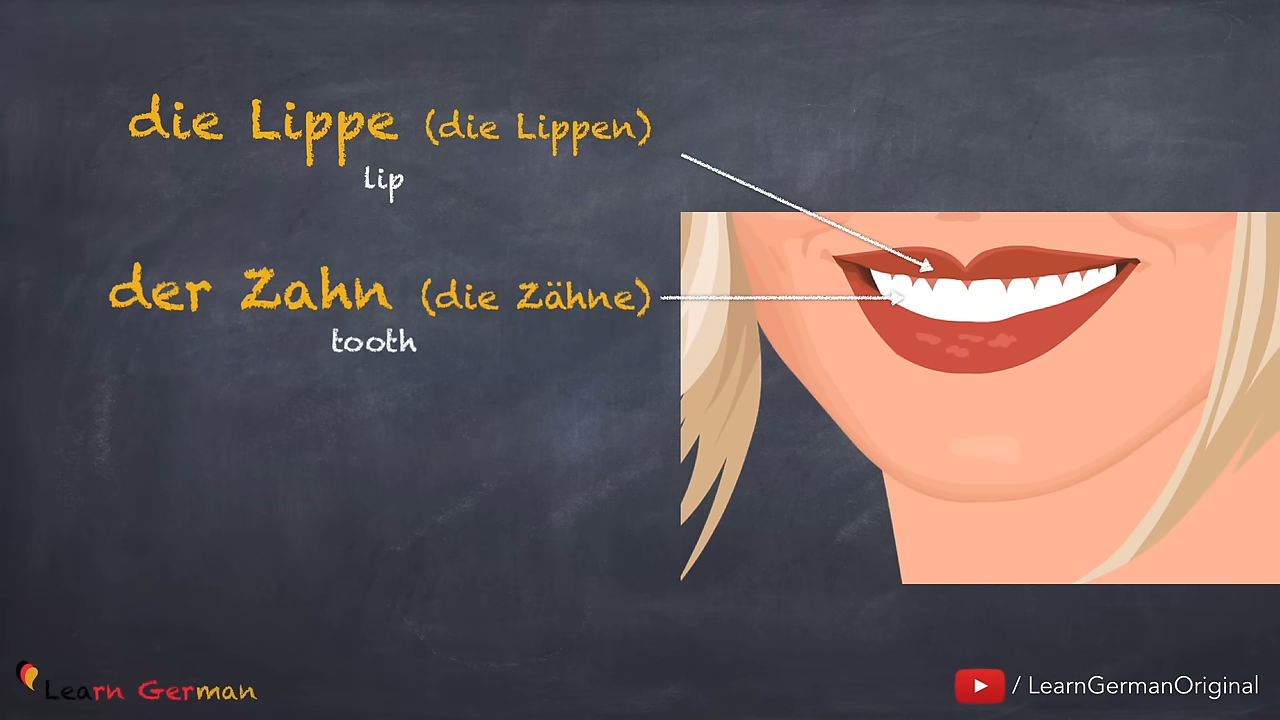 die Lippe (die Lippen)
lip
der Zahn (die Zähne)
tooth
Learn German
/ LearnGermanOriginal